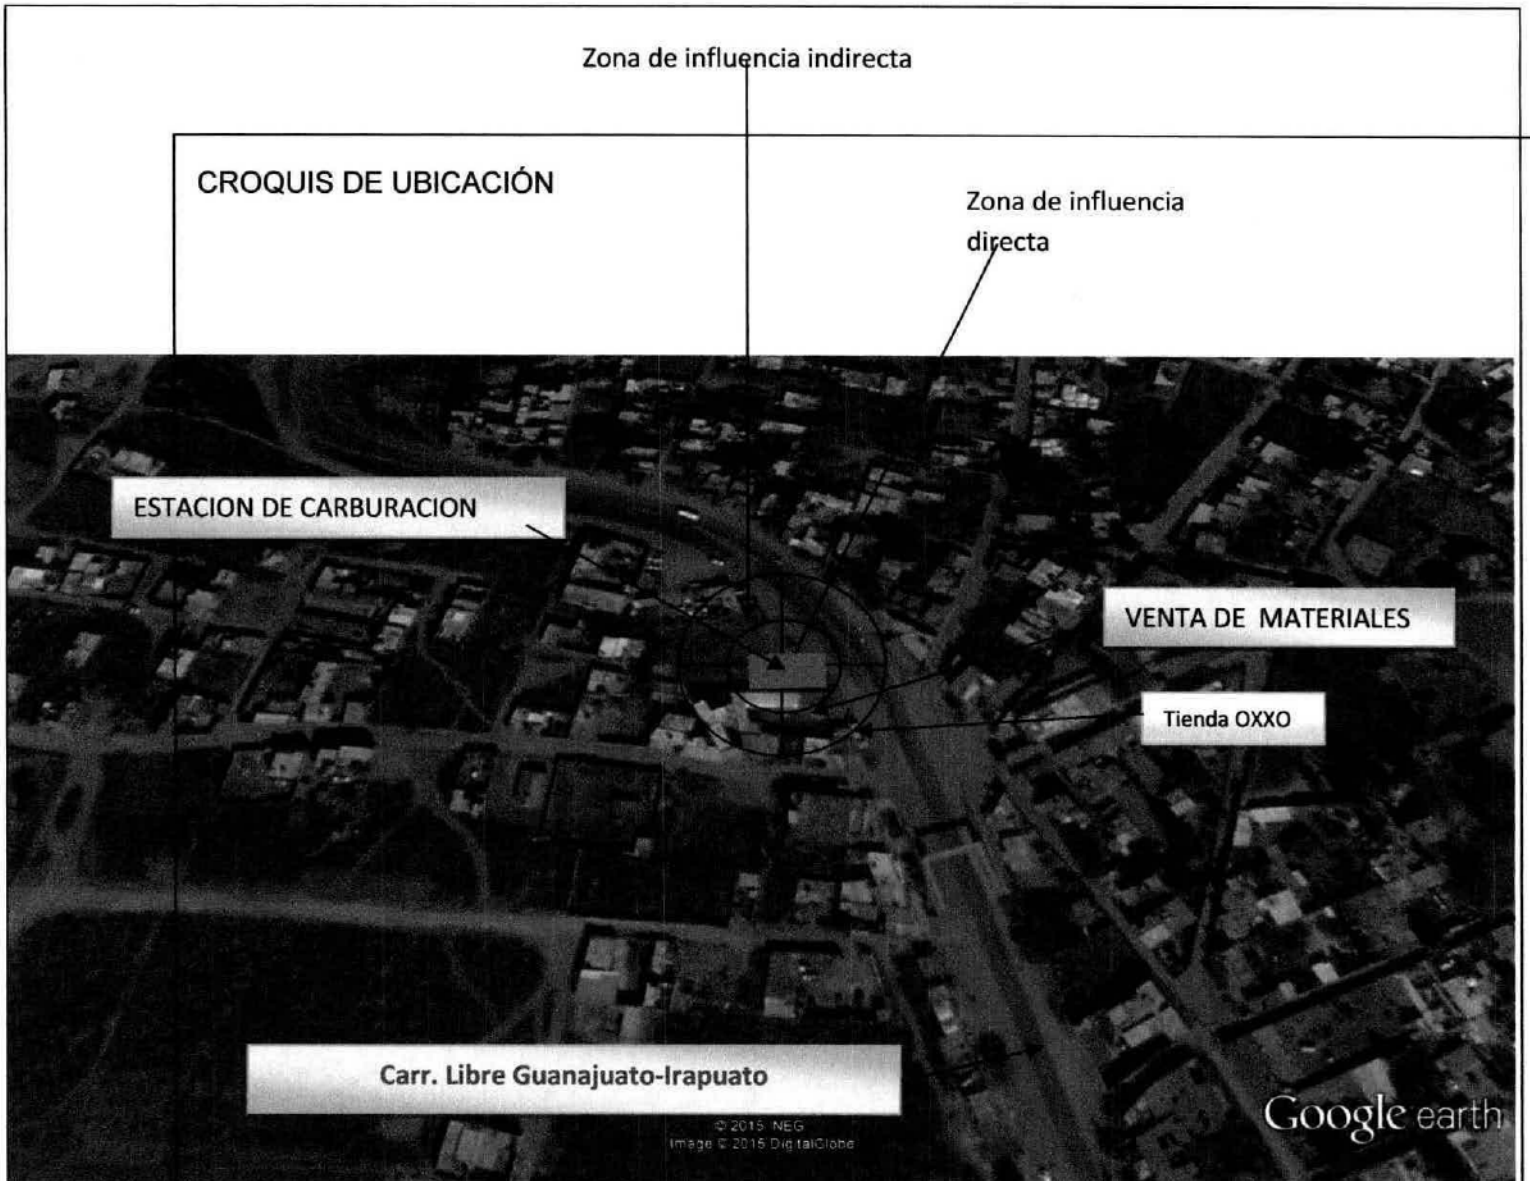 Zona de influencia indirecta
CROQUIS DE UBICACIÓN
Zona de influencia
directa
ESTACION DE CARBURACION
VENTA DE MATERIALES
Tienda OXXO
Carr. Libre Guanajuato-Irapuato
© 2015 INEG
Image © 2015 DigitalGlobe
Google earth